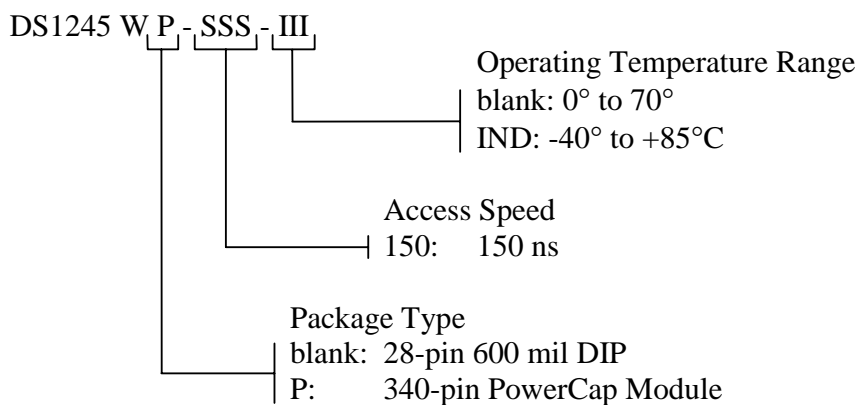 DS1245 W P - SSS - III
Operating Temperature Range
blank: 0° to 70°
IND: -40° to +85°C
Access Speed
150: 150 ns
Package Type
blank: 28-pin 600 mil DIP
P: 340-pin PowerCap Module